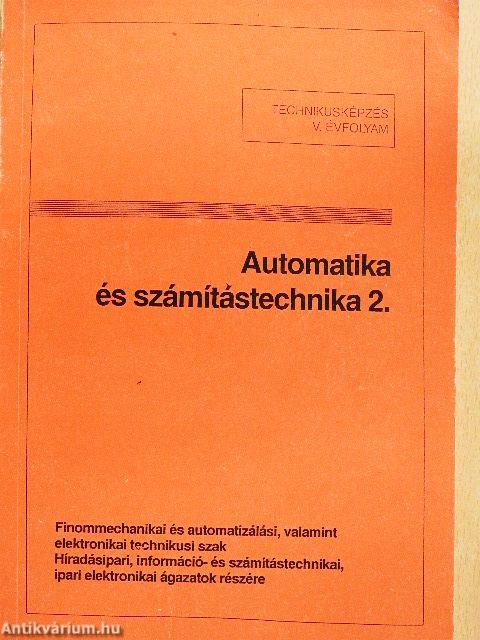 TECHNIKUSKÉPZÉS
V. ÉVFOLYAM
Automatika
és számítástechnika 2.
Finommechanikai és automatizálási, valamint
elektronikai technikusi szak
Híradásipari, információ- és számítástechnikai,
ipari elektronikai ágazatok részére
Antikvárium.hu